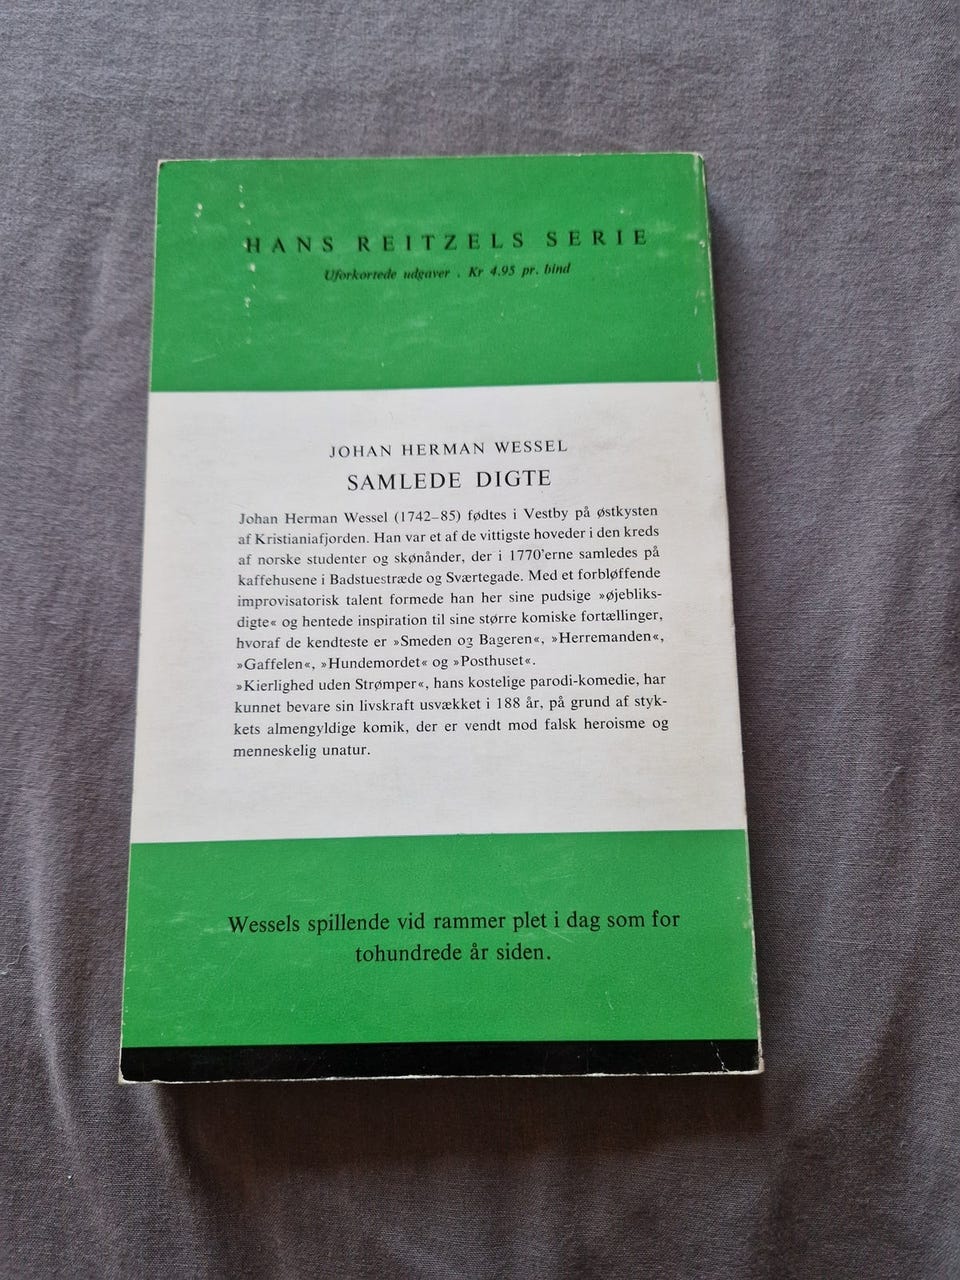 HANS REITZELS SERIE
Uforkortede udgaver . Kr 4.95 pr. bind
JOHAN HERMAN WESSEL
SAMLEDE DIGTE
Johan Herman Wessel (1742–85) fødtes i Vestby på østkysten
af Kristianiafjorden. Han var et af de vittigste hoveder i den kreds
af norske studenter og skønånder, der i 1770'erne samledes på
kaffehusene i Badstuestræde og Sværtegade. Med et forbløffende
improvisatorisk talent formede han her sine pudsige »øjebliks-
digte« og hentede inspiration til sine større komiske fortællinger,
hvoraf de kendteste er »Smeden og Bageren«, »Herremanden«,
»Gaffelen«, »Hundemordet« og »Posthuset«.
»Kierlighed uden Strømper«, hans kostelige parodi-komedie, har
kunnet bevare sin livskraft usvækket i 188 år, på grund af styk-
kets almengyldige komik, der er vendt mod falsk heroisme og
menneskelig unatur.
Wessels spillende vid rammer plet i dag som for
tohundrede år siden.